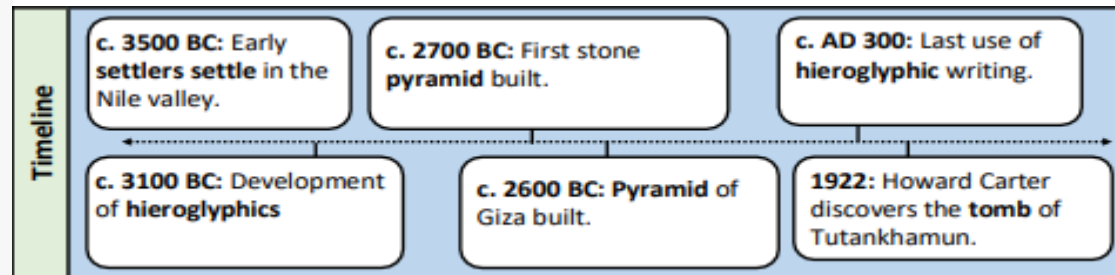 Timeline
c. 3500 BC: Early
settlers settle in the
Nile valley.
c. 2700 BC: First stone
pyramid built.
c. AD 300: Last use of
hieroglyphic writing.
c. 3100 BC: Development
of hieroglyphics
c. 2600 BC: Pyramid of
Giza built.
1922: Howard Carter
discovers the tomb of
Tutankhamun.